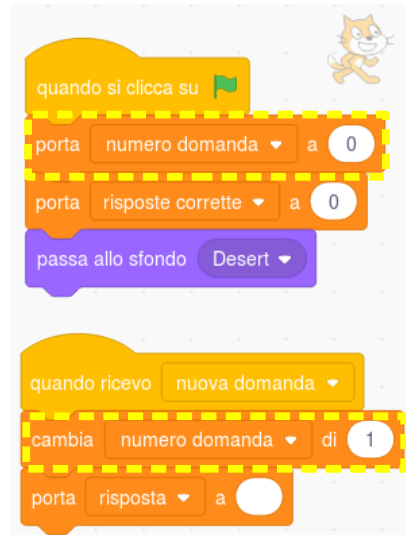 quando si clicca su
porta numero domanda a 0
porta risposte corrette a 0
passa allo sfondo Desert
quando ricevo nuova domanda
cambia numero domanda di 1
porta risposta a